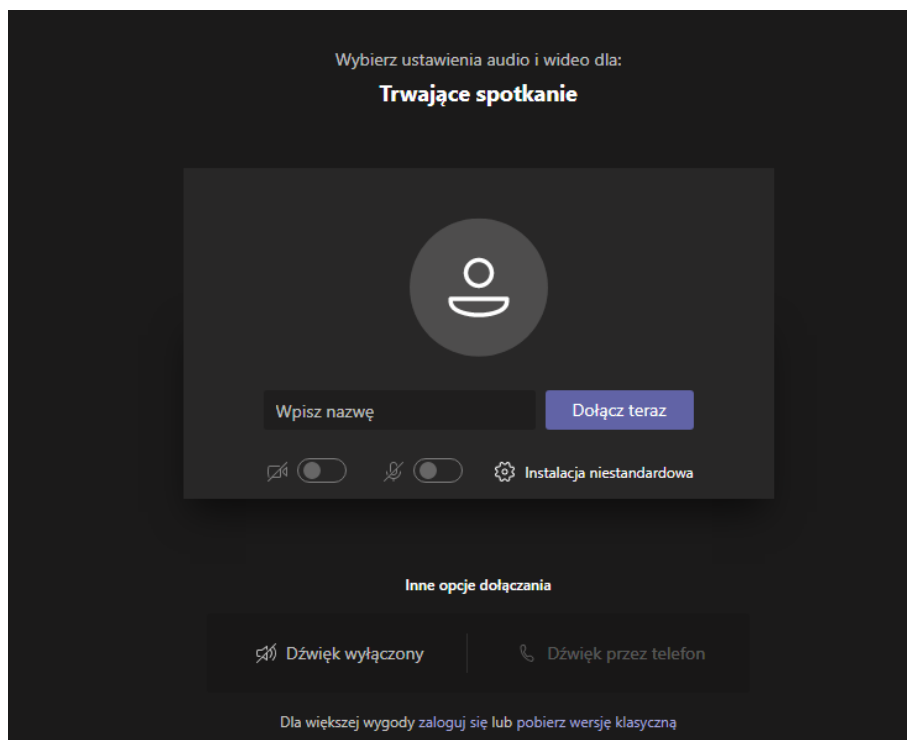 Wybierz ustawienia audio i wideo dla:
Trwające spotkanie
Wpisz nazwę
Dołącz teraz
Instalacja niestandardowa
Inne opcje dołączania
Dźwięk wyłączony
Dźwięk przez telefon
Dla większej wygody zaloguj się lub pobierz wersję klasyczną